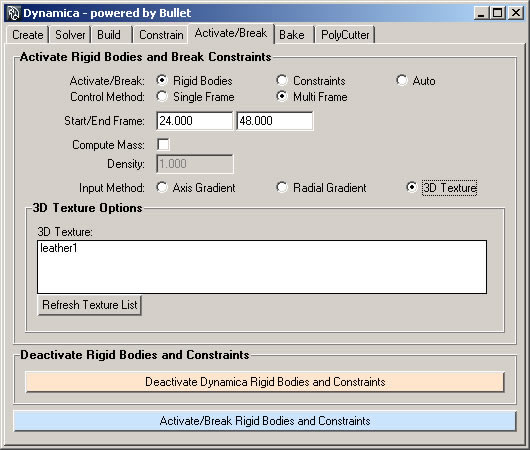 Dynamica - powered by Bullet
Create Solver Build Constrain Activate/Break Bake PolyCutter
Activate Rigid Bodies and Break Constraints
Activate/Break: Rigid Bodies Constraints Auto
Control Method: Single Frame Multi Frame
Start/End Frame: 24.000 48.000
Compute Mass:
Density: 1.000
Input Method: Axis Gradient Radial Gradient 3D Texture
3D Texture Options
3D Texture:
leather1
Refresh Texture List
Deactivate Rigid Bodies and Constraints
Deactivate Dynamica Rigid Bodies and Constraints
Activate/Break Rigid Bodies and Constraints